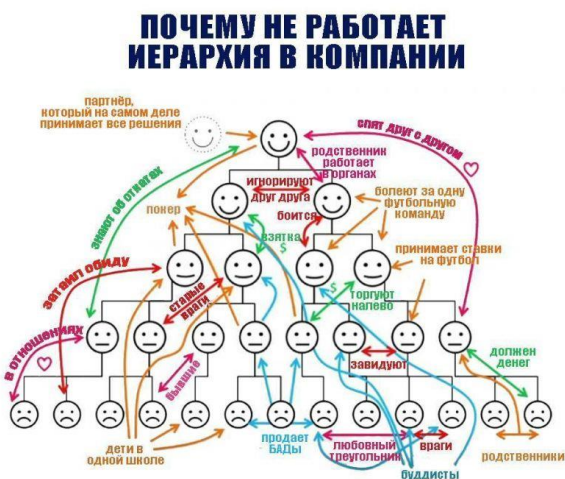 ПОЧЕМУ НЕ РАБОТАЕТ
ИЕРАРХИЯ В КОМПАНИИ
партнёр,
который на самом деле
принимает все решения
спят друг с другом
родственник
работает
в органах
игнорируют
друг друга
знают об откатах
покер
боится
болеют за одну
футбольную
команду
взятка
$
принимает ставки
на футбол
затаил обиду
старые
враги
$
торгуют
налево
в отношениях
бывшие
завидуют
должен
денег
дети в
одной школе
продает
БАДы
любовный
треугольник
враги
родственники
буддисты